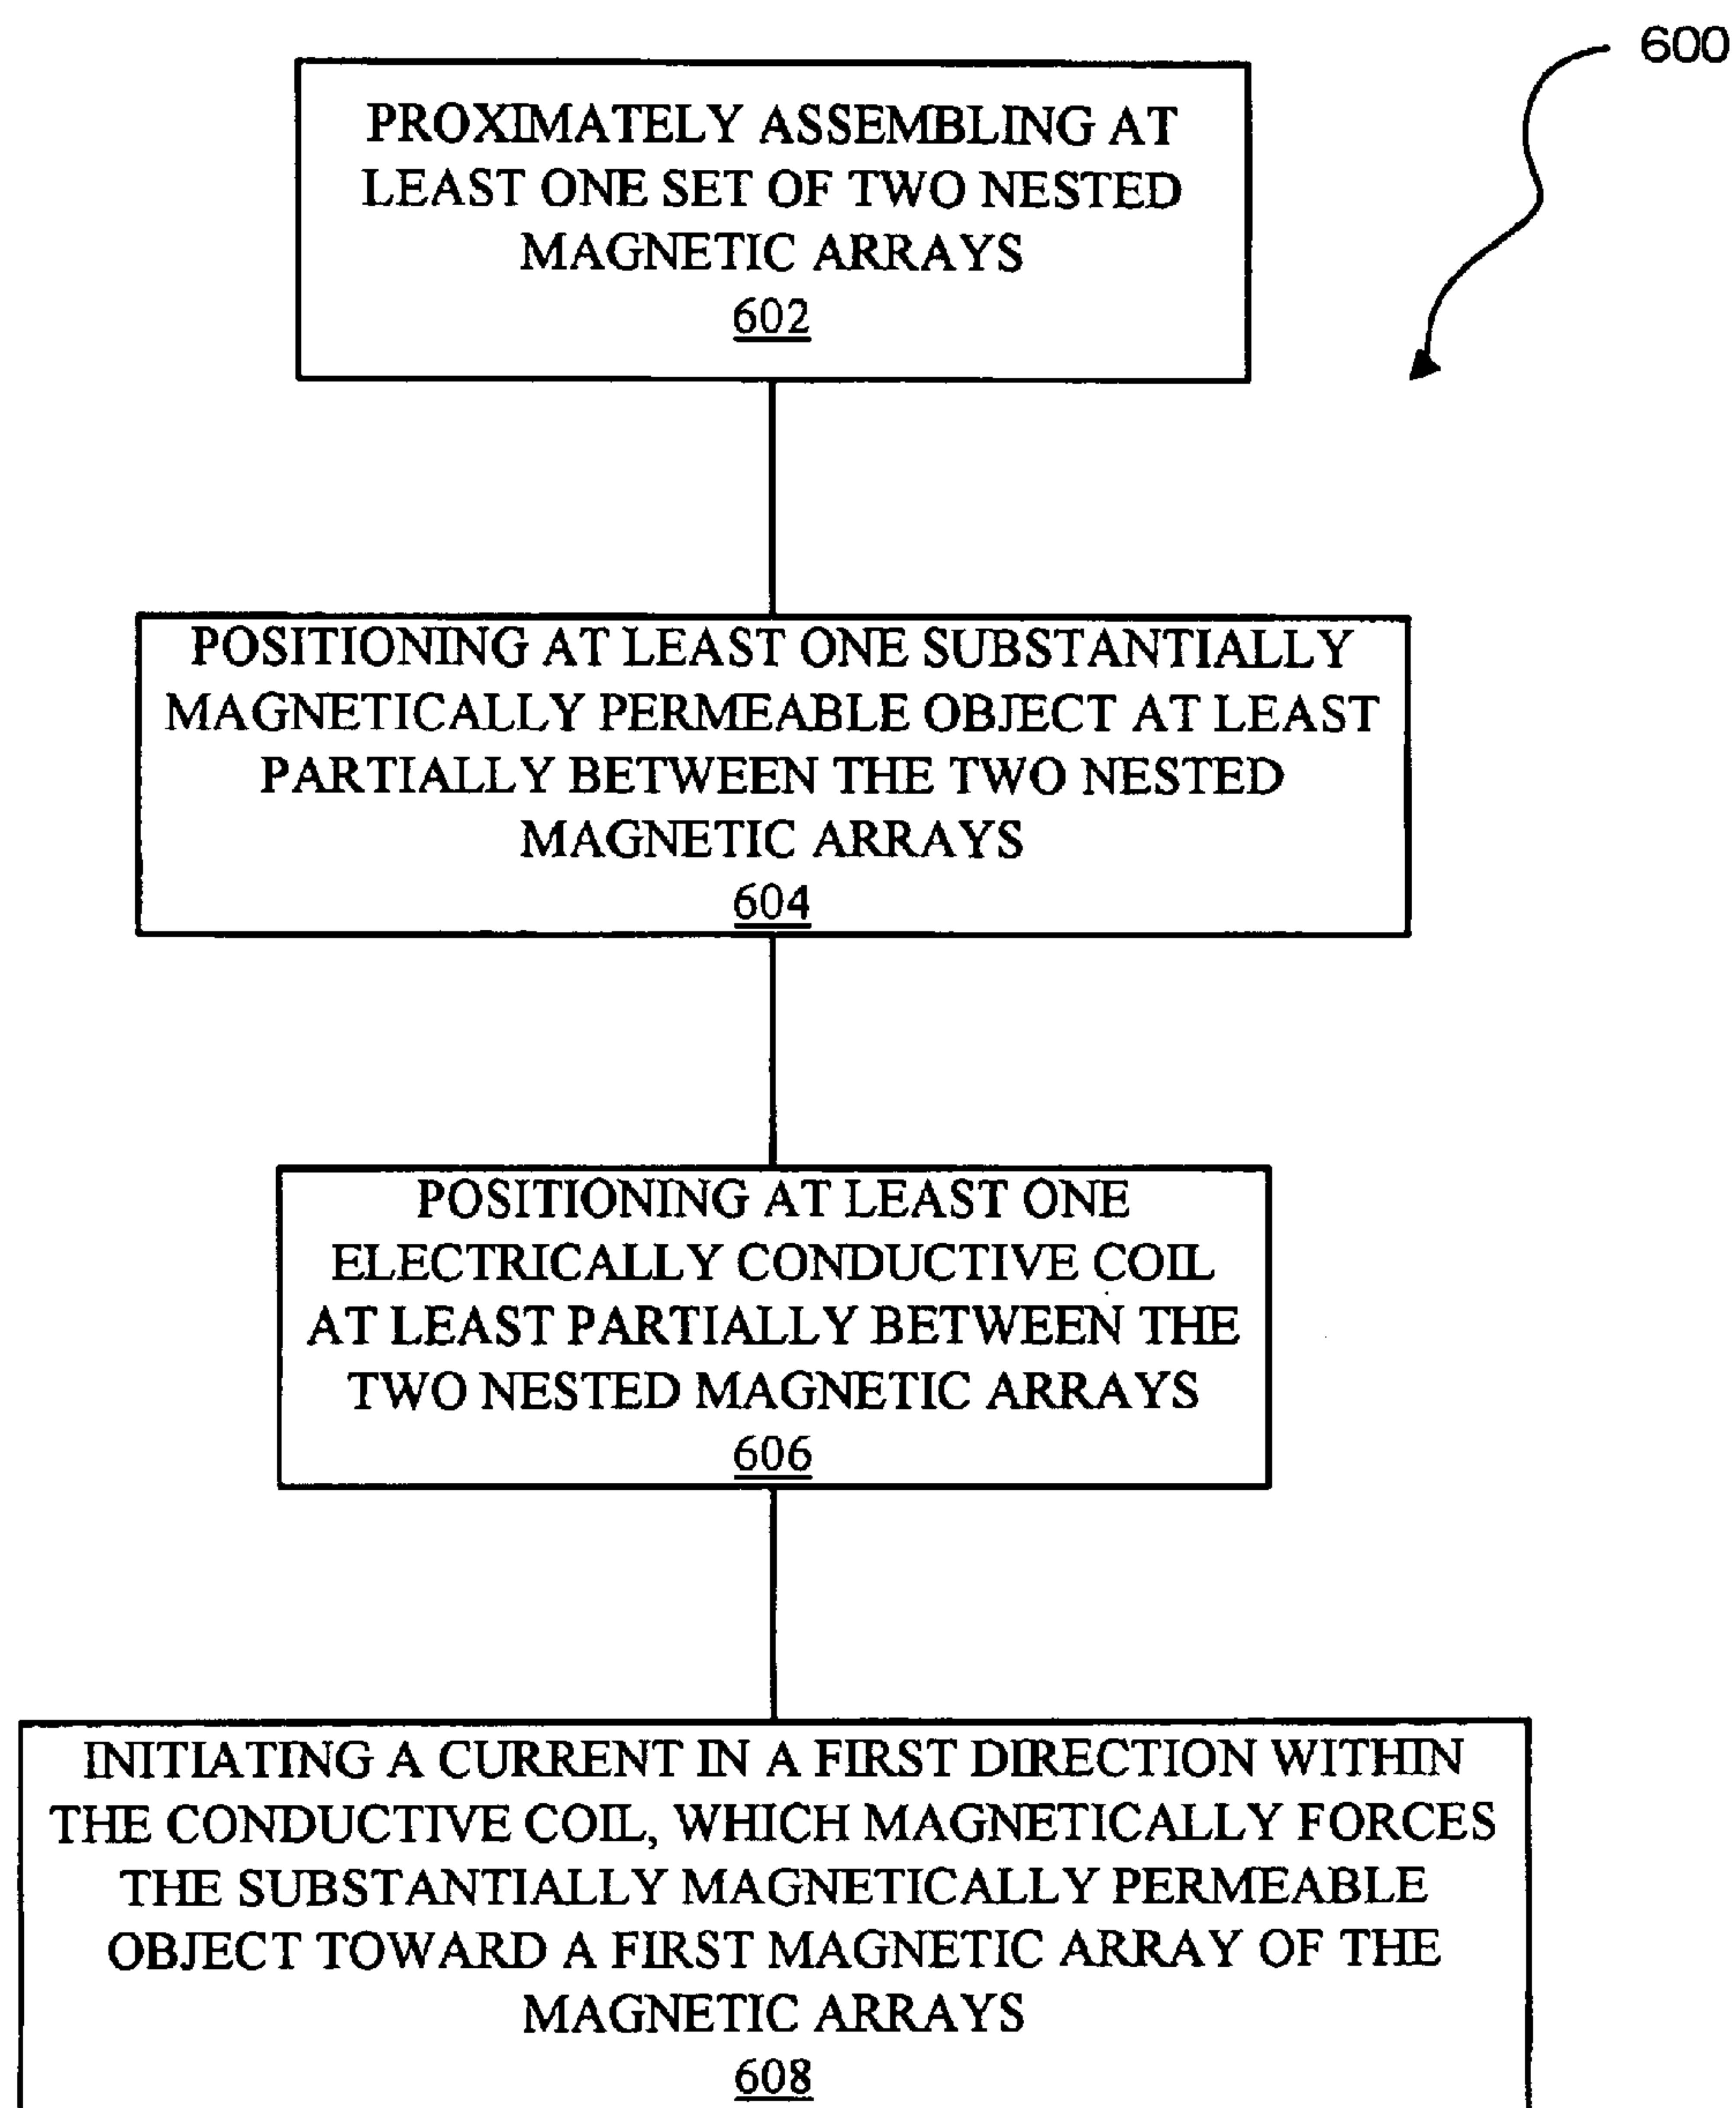 600
PROXIMATELY ASSEMBLING AT
LEAST ONE SET OF TWO NESTED
MAGNETIC ARRAYS
602
POSITIONING AT LEAST ONE SUBSTANTIALLY
MAGNETICALLY PERMEABLE OBJECT AT LEAST
PARTIALLY BETWEEN THE TWO NESTED
MAGNETIC ARRAYS
604
POSITIONING AT LEAST ONE
ELECTRICALLY CONDUCTIVE COIL
AT LEAST PARTIALLY BETWEEN THE
TWO NESTED MAGNETIC ARRAYS
606
INITIATING A CURRENT IN A FIRST DIRECTION WITHIN
THE CONDUCTIVE COIL, WHICH MAGNETICALLY FORCES
THE SUBSTANTIALLY MAGNETICALLY PERMEABLE
OBJECT TOWARD A FIRST MAGNETIC ARRAY OF THE
MAGNETIC ARRAYS
608